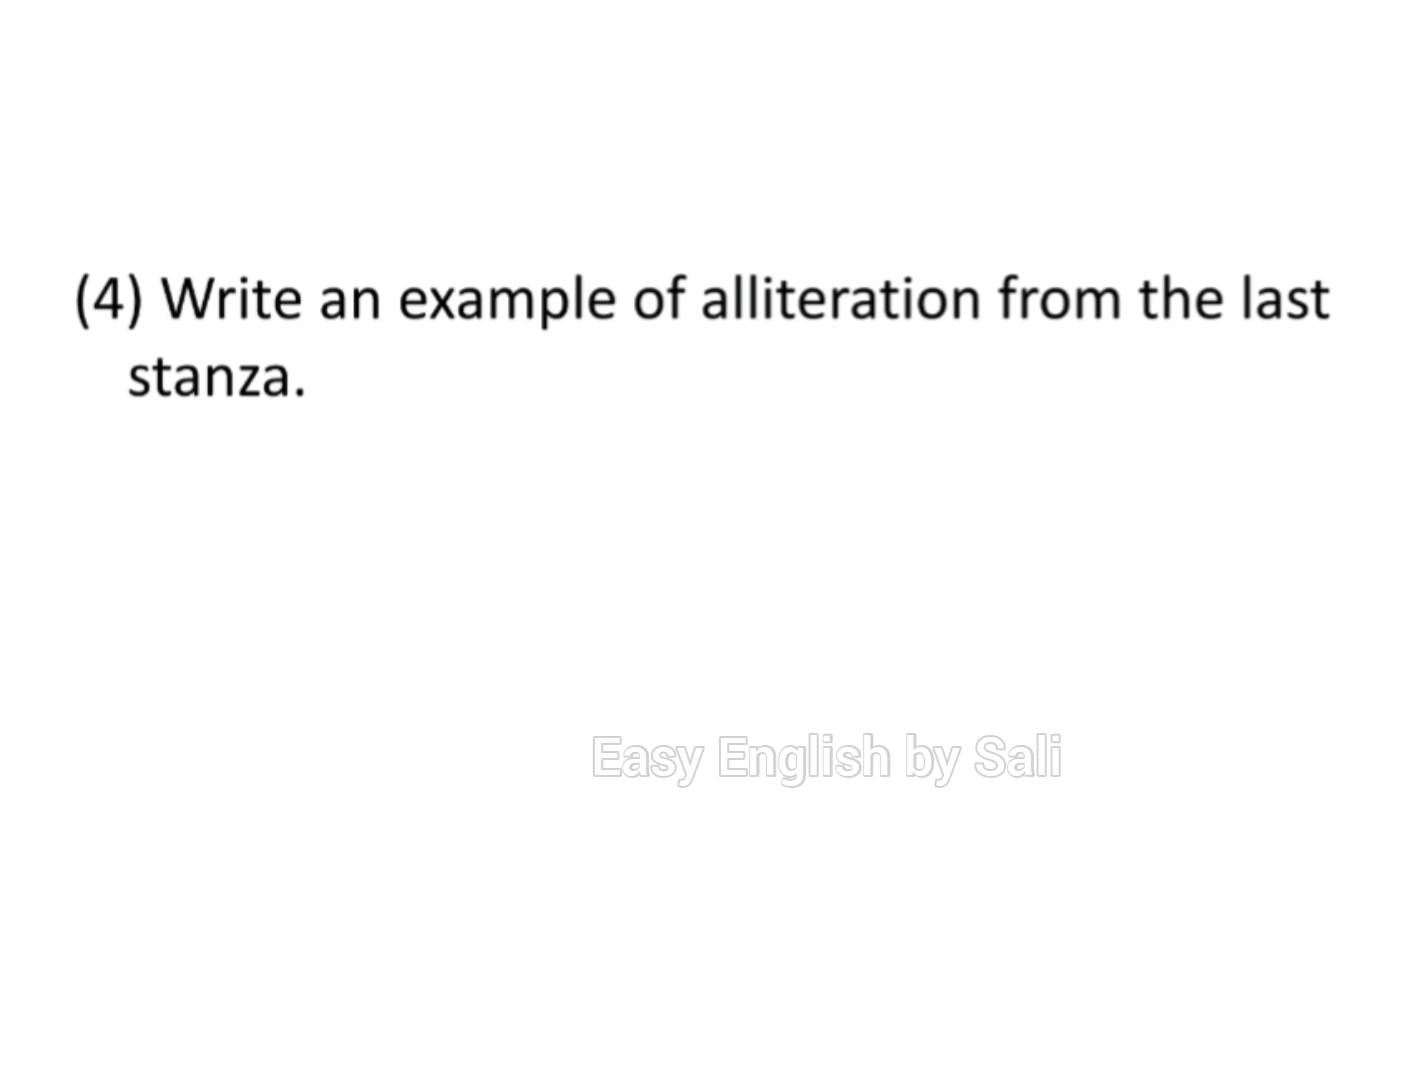 (4) Write an example of alliteration from the last
stanza.
Easy English by Sali